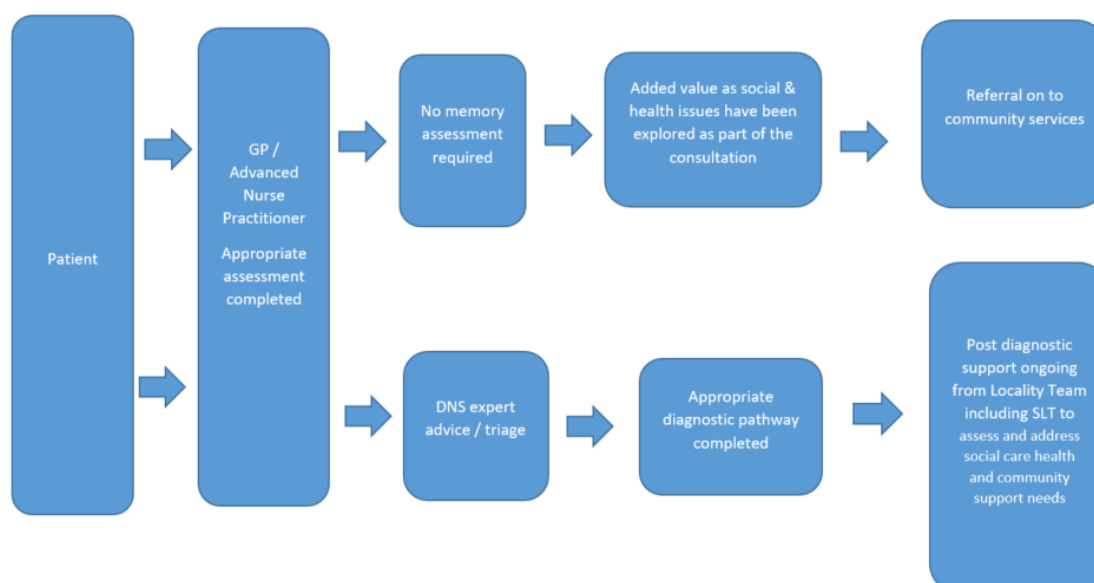 Patient
GP /
Advanced
Nurse
Practitioner
Appropriate
assessment
completed
No memory
assessment
required
Added value as social &
health issues have been
explored as part of the
consultation
Referral on to
community services
DNS expert
advice / triage
Appropriate
diagnostic pathway
completed
Post diagnostic
support ongoing
from Locality Team
including SLT to
assess and address
social care health
and community
support needs